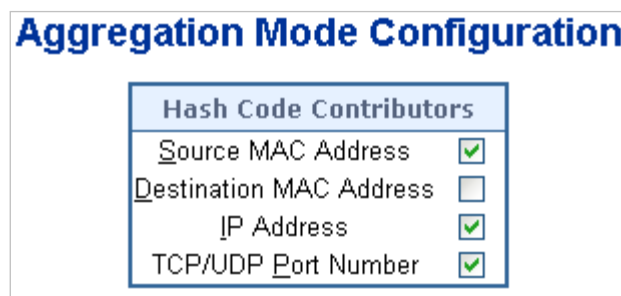 Aggregation Mode Configuration
Hash Code Contributors
Source MAC Address
Destination MAC Address
IP Address
TCP/UDP Port Number